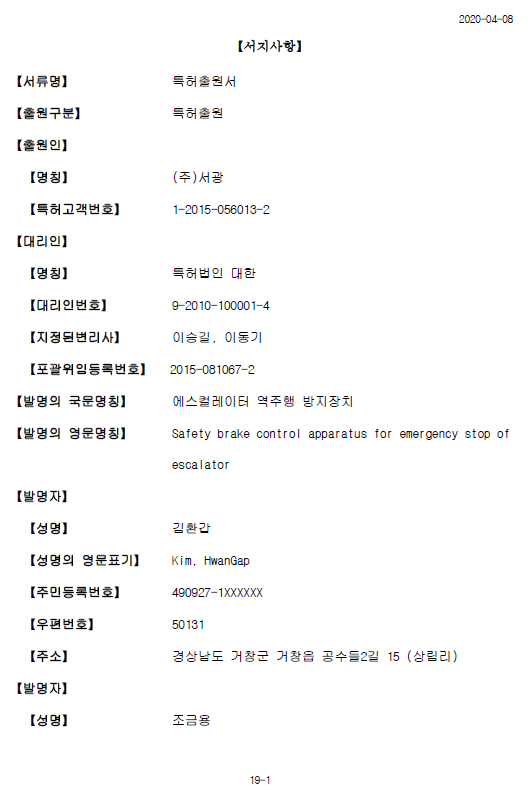 2020-04-08
【서지사항】
【서류명】 특허출원서
【출원구분】 특허출원
【출원인】
【명칭】 (주)서광
【특허고객번호】 1-2015-056013-2
【대리인】
【명칭】 특허법인 대한
【대리인번호】 9-2010-100001-4
【지정된변리사】 이승길, 이동기
【포괄위임등록번호】 2015-081067-2
【발명의 국문명칭】 에스컬레이터 역주행 방지장치
【발명의 영문명칭】 Safety brake control apparatus for emergency stop of
escalator
【발명자】
【성명】 김환갑
【성명의 영문표기】 Kim, HwanGap
【주민등록번호】 490927-1XXXXXX
【우편번호】 50131
【주소】 경상남도 거창군 거창읍 공수들2길 15 (상림리)
【발명자】
【성명】 조금용
19-1